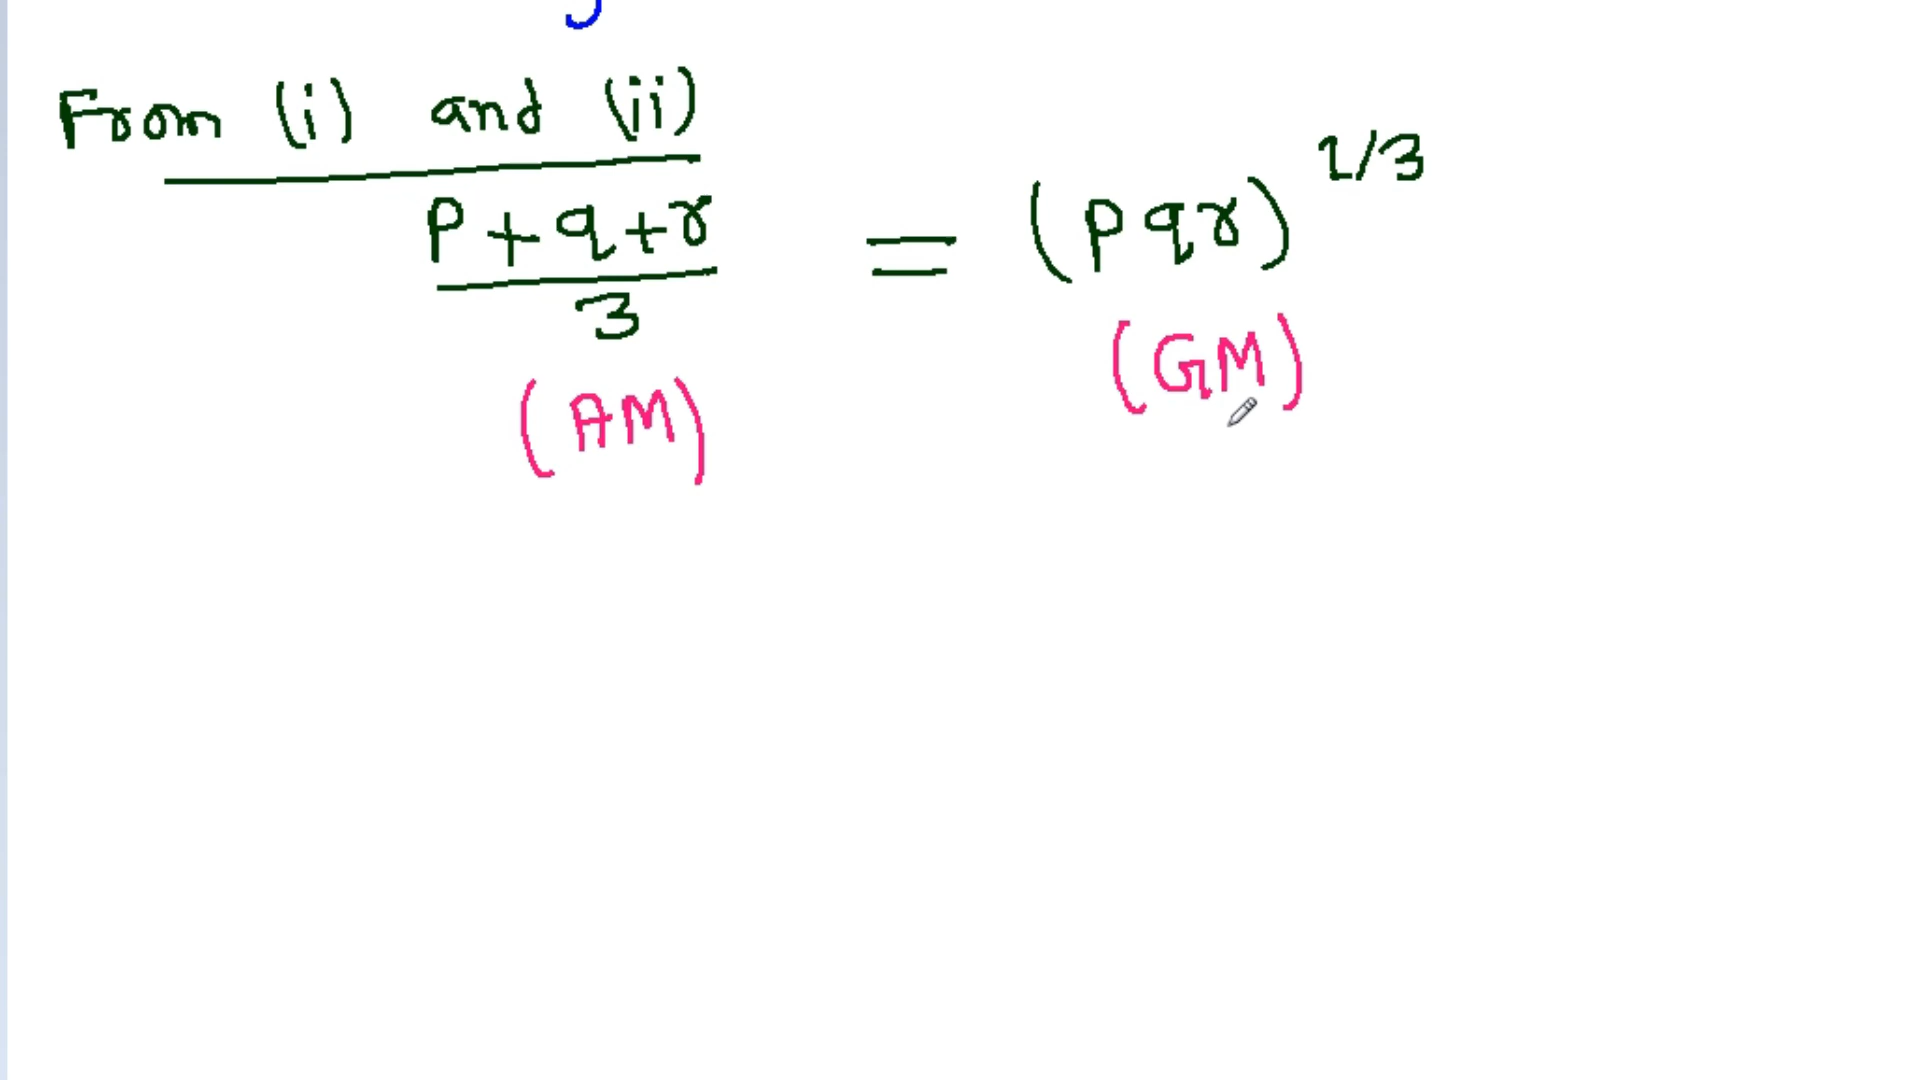 From (i) and (ii)
p+q+r
3
=
(pqr)
1/3
(AM)
(GM)